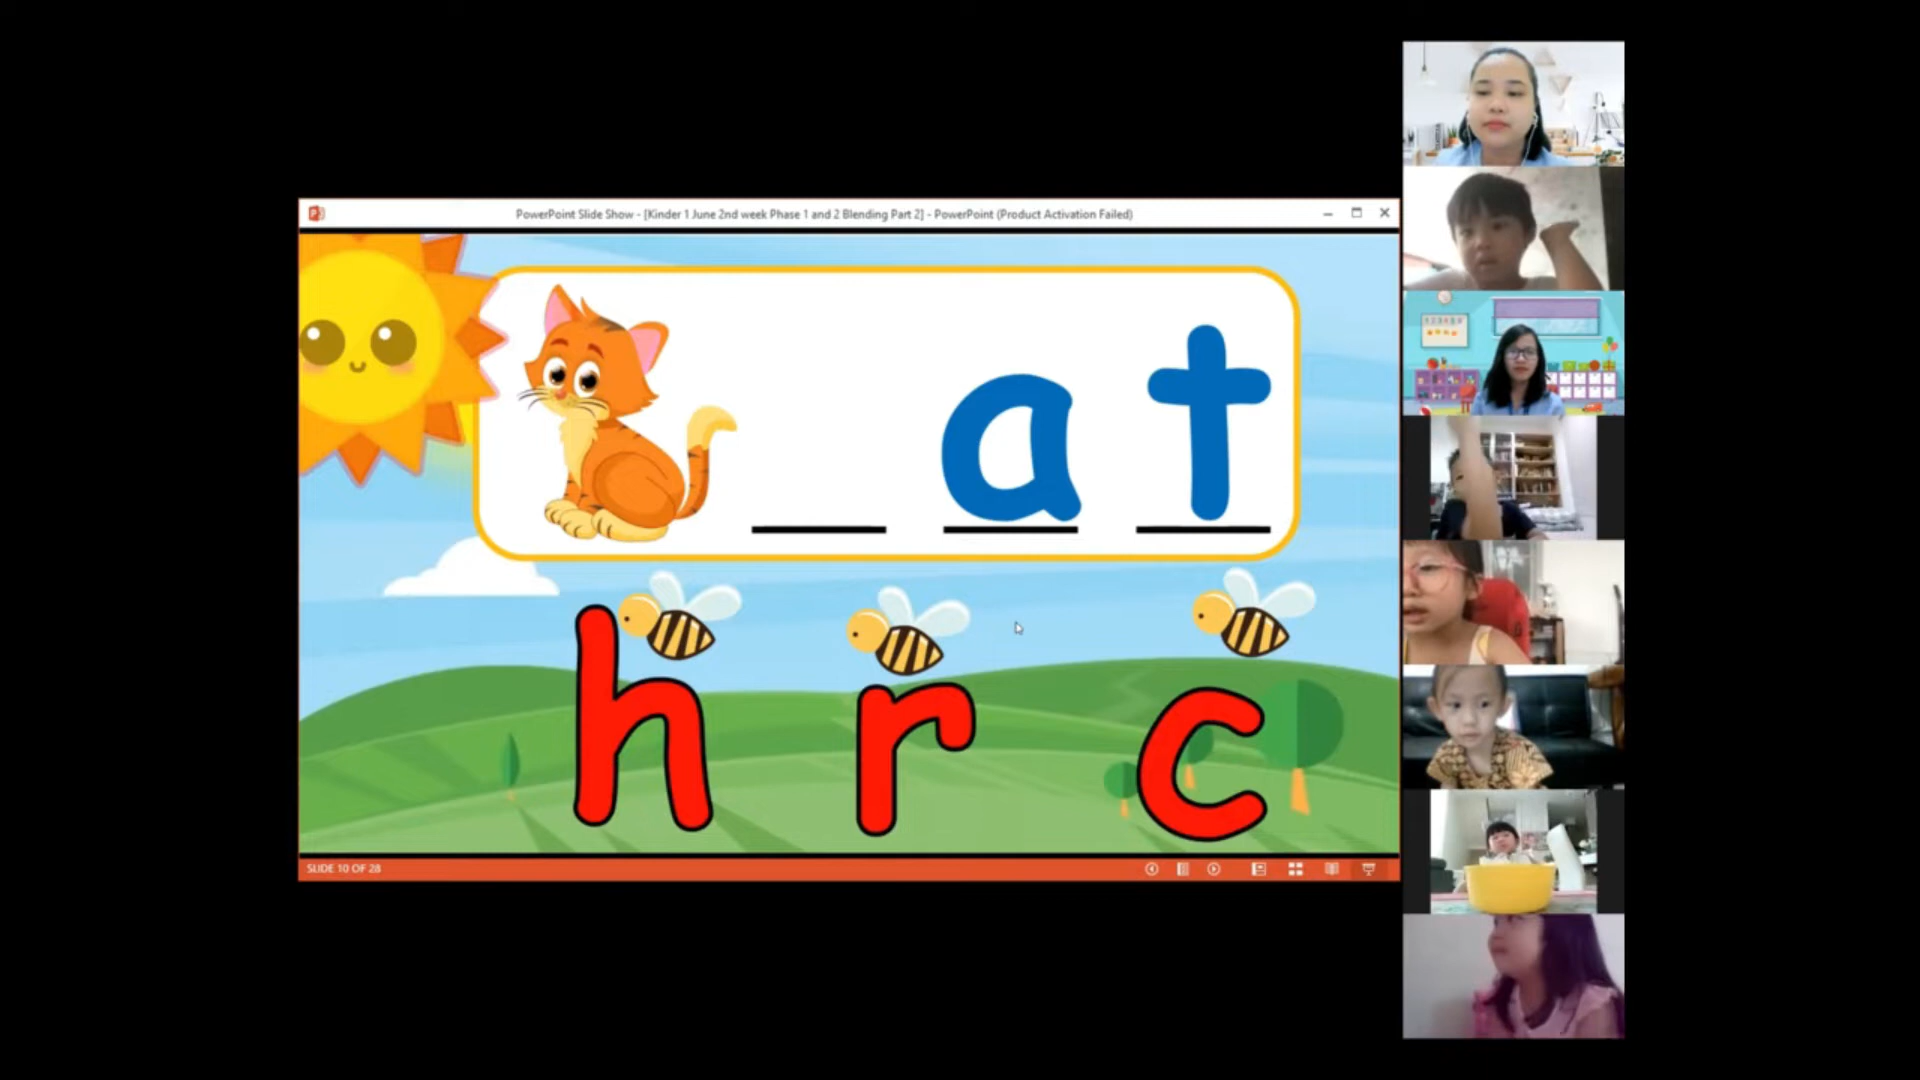 PowerPoint Slide Show - [Kinder 1 June 2nd week Phase 1 and 2 Blending Part 2] - PowerPoint (Product Activation Failed)
a t
h r c
SLIDE 10 OF 28